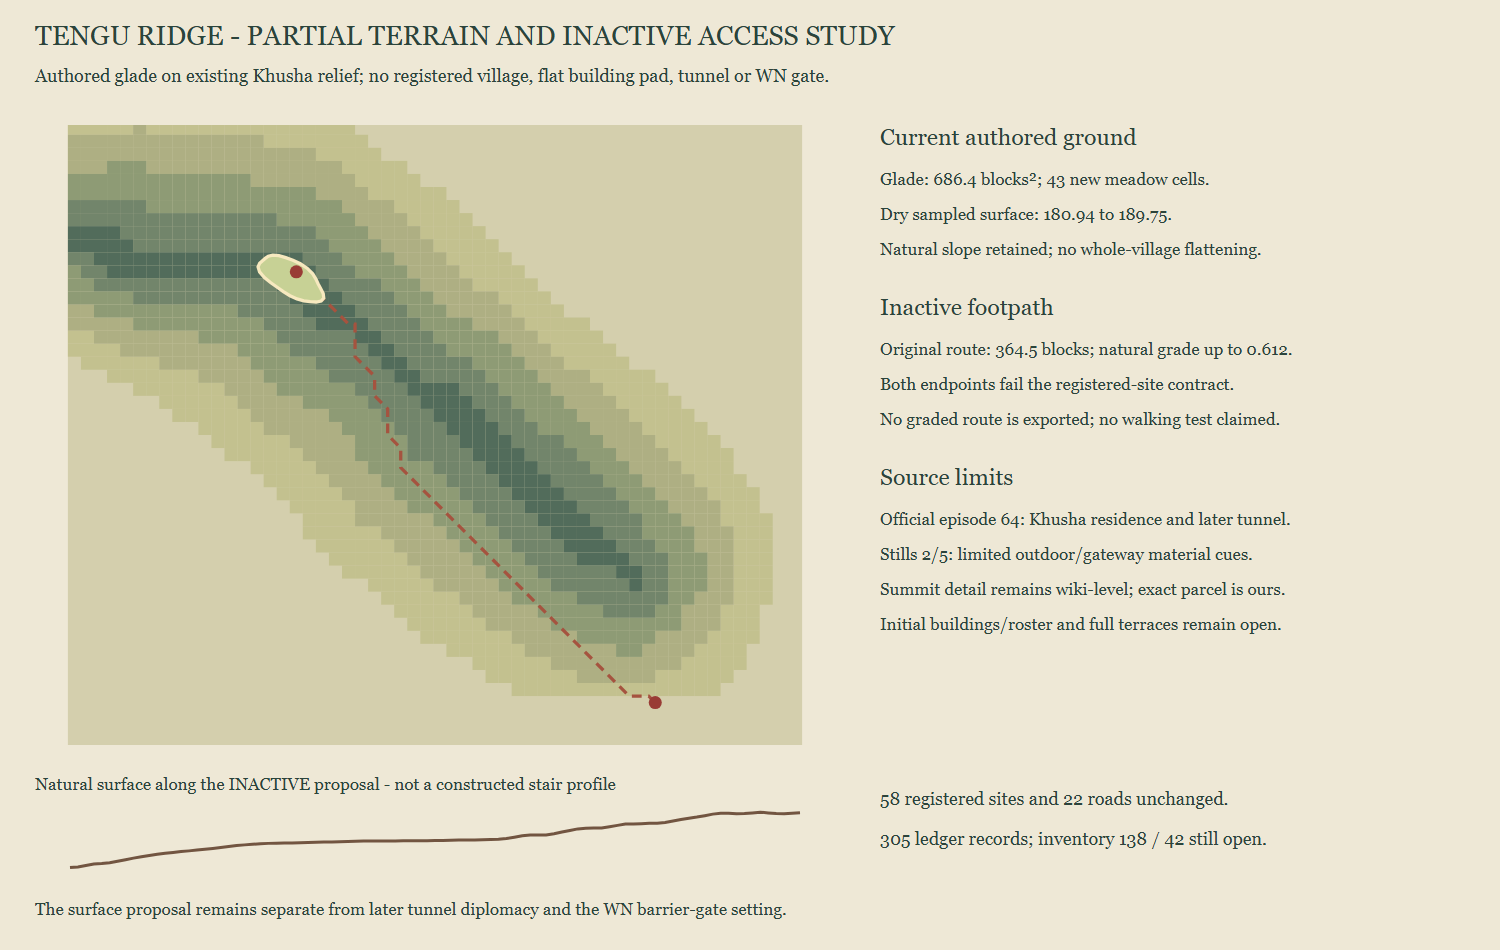 TENGU RIDGE - PARTIAL TERRAIN AND INACTIVE ACCESS STUDY
Authored glade on existing Khusha relief; no registered village, flat building pad, tunnel or WN gate.
Current authored ground
Glade: 686.4 blocks²; 43 new meadow cells.
Dry sampled surface: 180.94 to 189.75.
Natural slope retained; no whole-village flattening.
Inactive footpath
Original route: 364.5 blocks; natural grade up to 0.612.
Both endpoints fail the registered-site contract.
No graded route is exported; no walking test claimed.
Source limits
Official episode 64: Khusha residence and later tunnel.
Stills 2/5: limited outdoor/gateway material cues.
Summit detail remains wiki-level; exact parcel is ours.
Initial buildings/roster and full terraces remain open.
Natural surface along the INACTIVE proposal - not a constructed stair profile
58 registered sites and 22 roads unchanged.
305 ledger records; inventory 138 / 42 still open.
The surface proposal remains separate from later tunnel diplomacy and the WN barrier-gate setting.